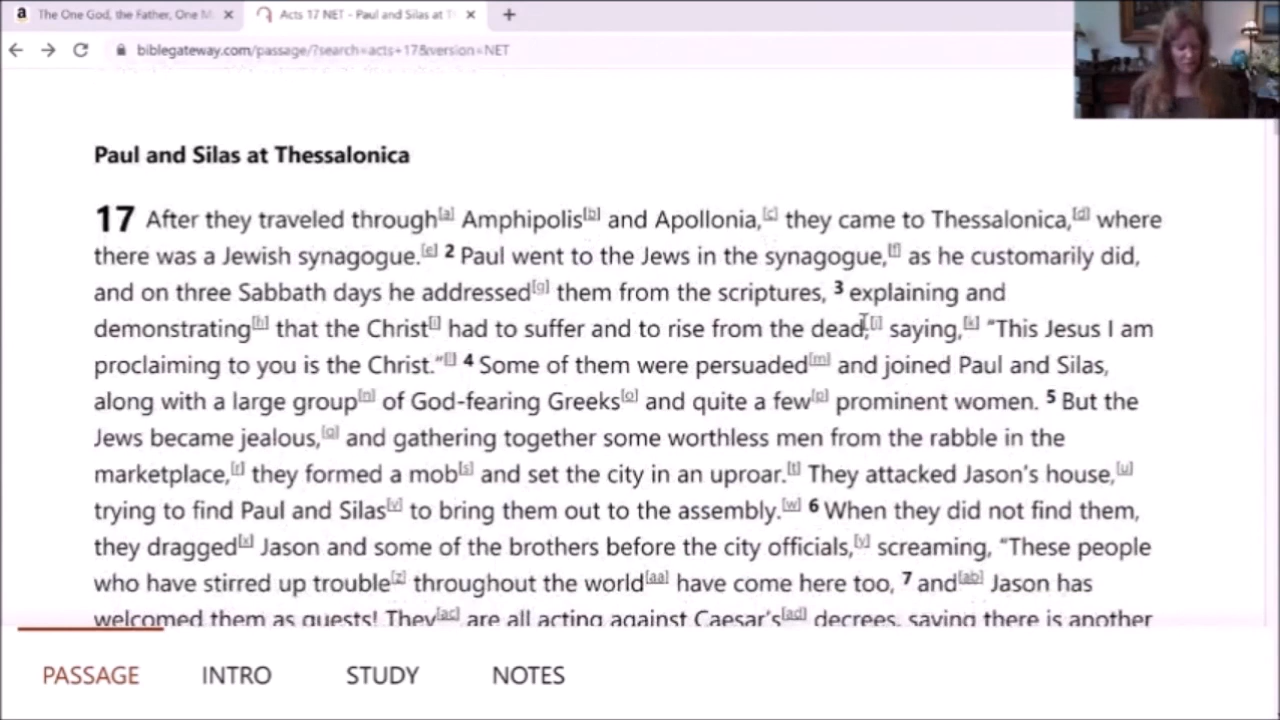 a The One God, the Father, One M × Acts 17 NET - Paul and Silas at T × +
biblegateway.com/passage/?search=acts+17&version=NET
Paul and Silas at Thessalonica
17 After they traveled through[a] Amphipolis[b] and Apollonia,[c] they came to Thessalonica,[d] where
there was a Jewish synagogue.[e] 2 Paul went to the Jews in the synagogue,[f] as he customarily did,
and on three Sabbath days he addressed[g] them from the scriptures, 3 explaining and
demonstrating[h] that the Christ[i] had to suffer and to rise from the dead,[j] saying,[k] “This Jesus I am
proclaiming to you is the Christ.”[l] 4 Some of them were persuaded[m] and joined Paul and Silas,
along with a large group[n] of God-fearing Greeks[o] and quite a few[p] prominent women. 5 But the
Jews became jealous,[q] and gathering together some worthless men from the rabble in the
marketplace,[r] they formed a mob[s] and set the city in an uproar.[t] They attacked Jason’s house,[u]
trying to find Paul and Silas[v] to bring them out to the assembly.[w] 6 When they did not find them,
they dragged[x] Jason and some of the brothers before the city officials,[y] screaming, “These people
who have stirred up trouble[z] throughout the world[aa] have come here too, 7 and[ab] Jason has
welcomed them as guests! They[ac] are all acting against Caesar’s[ad] decrees, saying there is another
PASSAGE INTRO STUDY NOTES